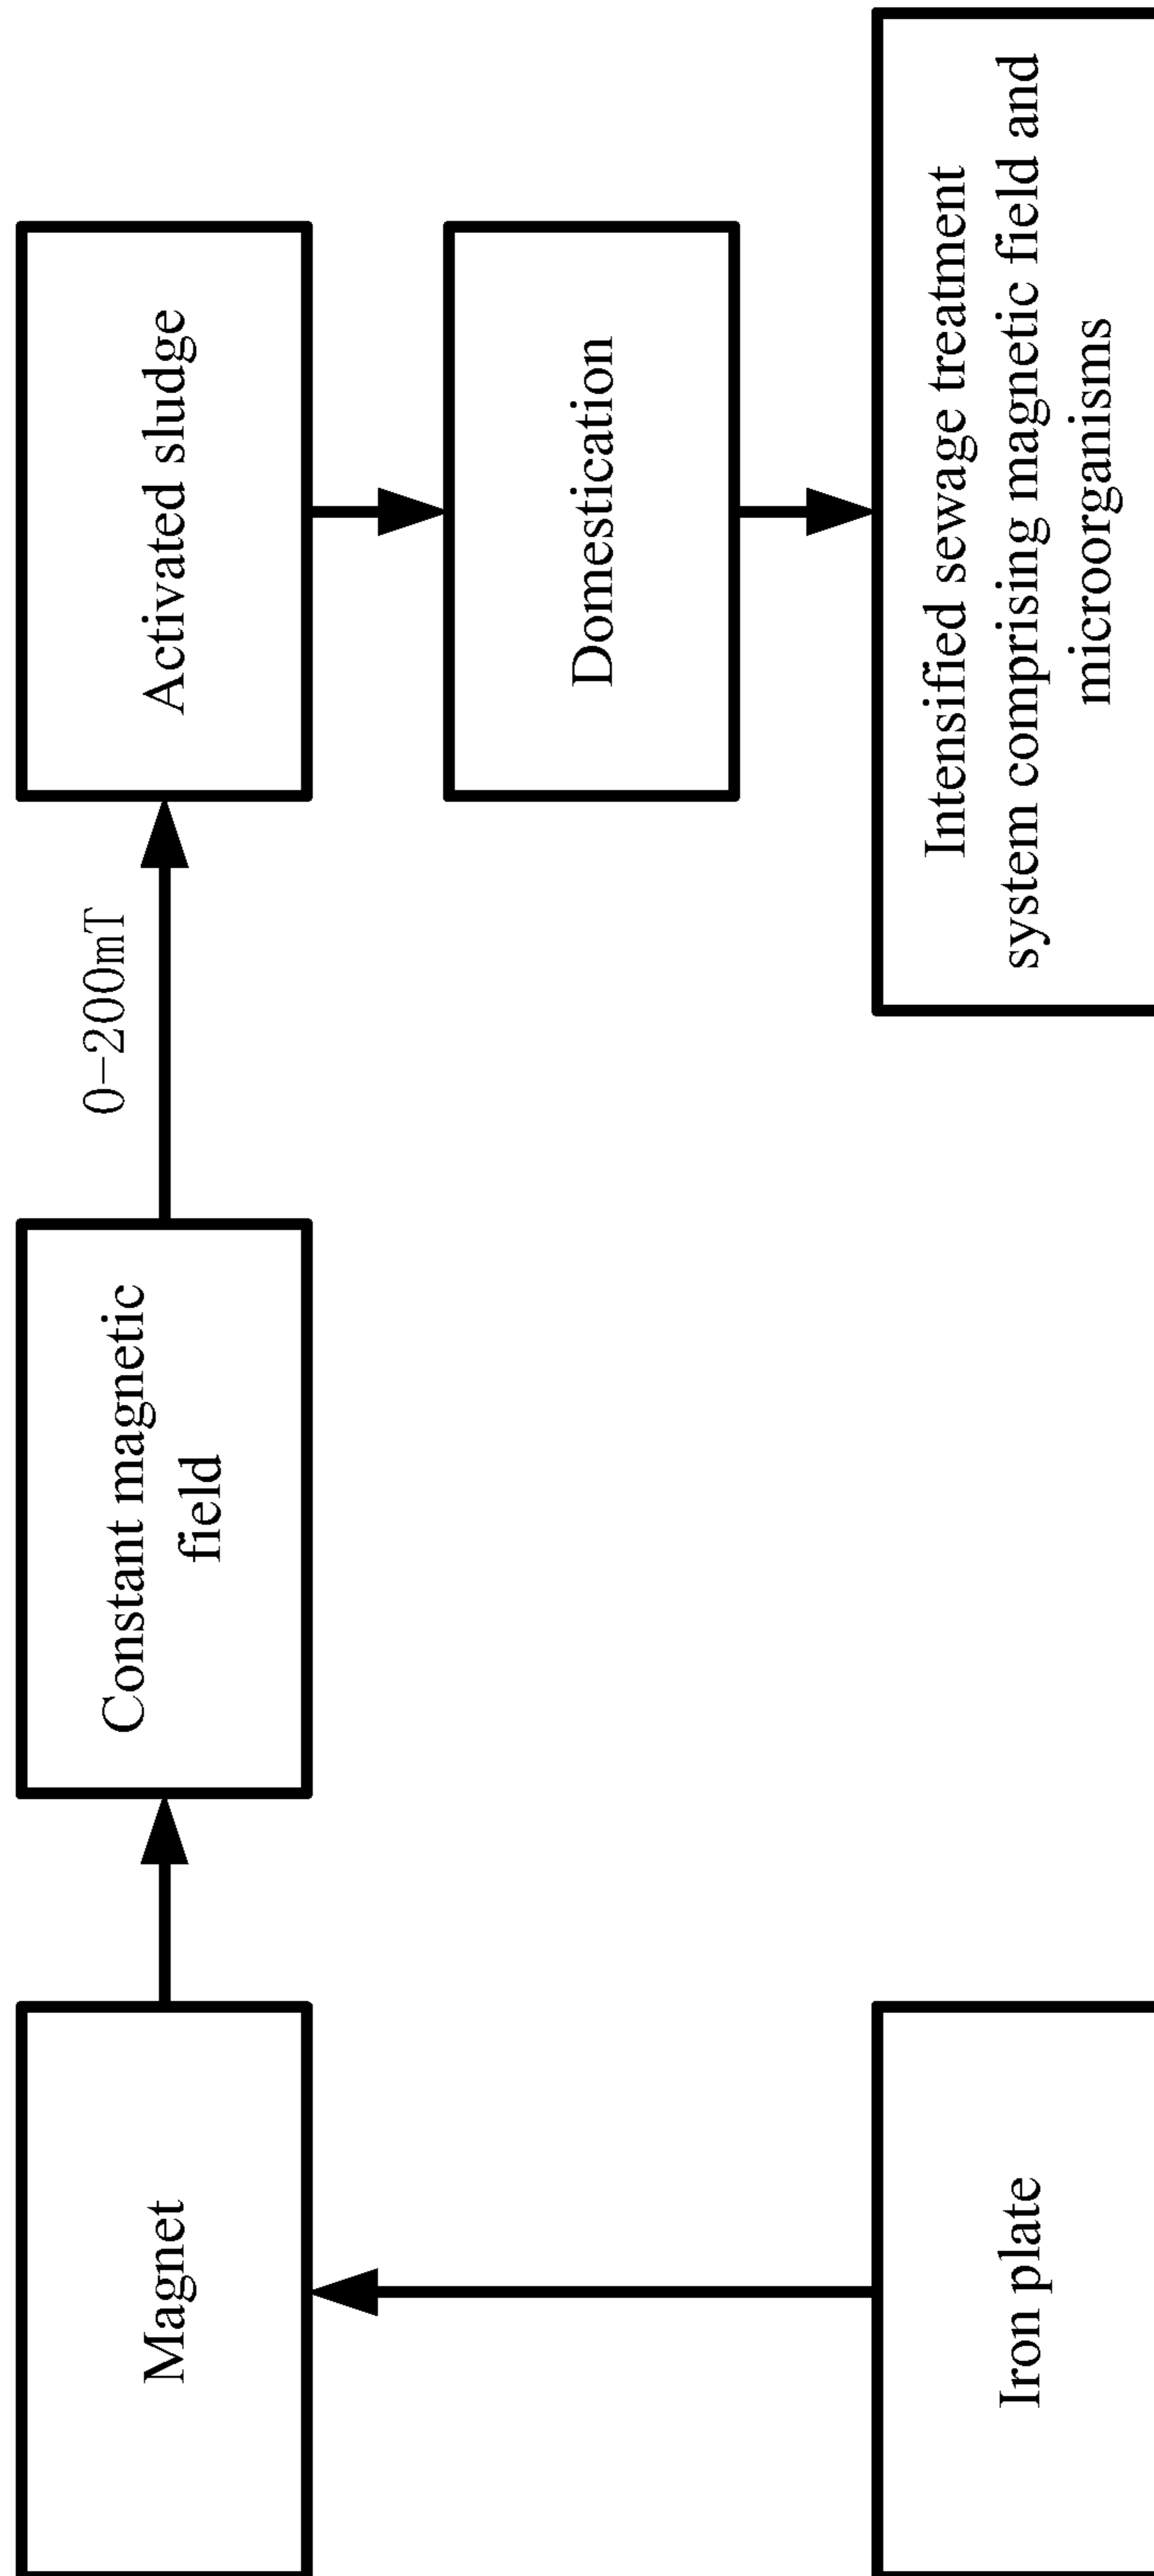 Magnet
Constant magnetic
field
0-200mT
Activated sludge
Domestication
Iron plate
Intensified sewage treatment
system comprising magnetic field and
microorganisms